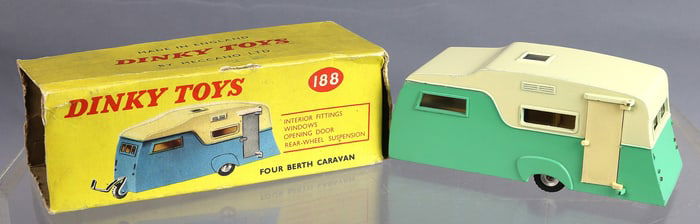 MADE IN ENGLAND
DINKY TOYS
BY MECCANO LTD
DINKY TOYS
188
INTERIOR FITTINGS
WINDOWS
OPENING DOOR
REAR-WHEEL SUSPENSION
FOUR BERTH CARAVAN